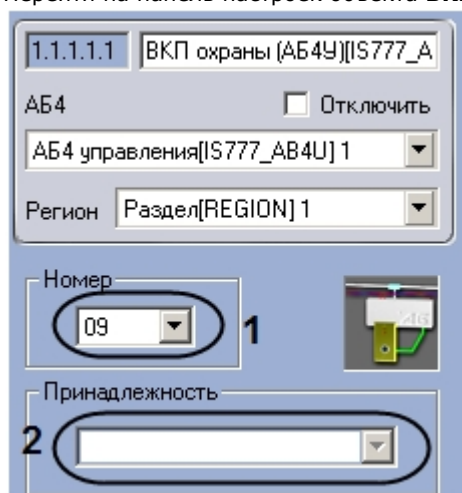 1.1.1.1.1 ВКП охраны (АБ4У)[IS777_A
АБ4 Отключить
АБ4 управления[IS777_AB4U] 1
Регион Раздел[REGION] 1
Номер
09 1
Принадлежность
2